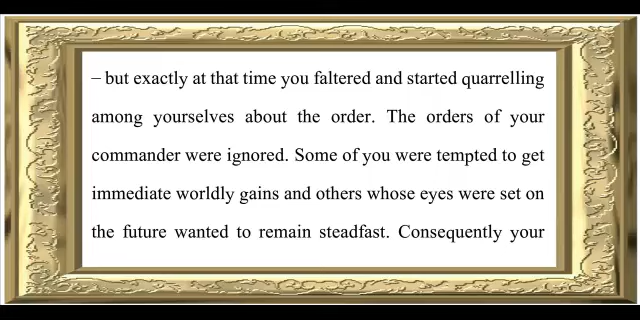 – but exactly at that time you faltered and started quarrelling
among yourselves about the order. The orders of your
commander were ignored. Some of you were tempted to get
immediate worldly gains and others whose eyes were set on
the future wanted to remain steadfast. Consequently your